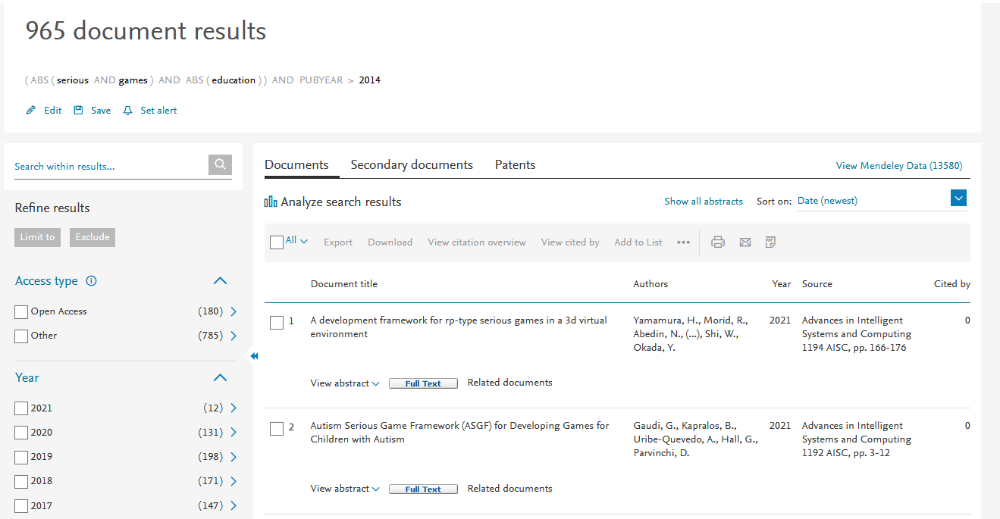 965 document results
( ABS ( serious AND games ) AND ABS ( education ) ) AND PUBYEAR > 2014
Edit Save Set alert
Search within results...
Refine results
Limit to Exclude
Access type
Open Access (180)
Other (785)
Year
2021 (12)
2020 (131)
2019 (198)
2018 (171)
2017 (147)
Documents Secondary documents Patents View Mendeley Data (13580)
Analyze search results Show all abstracts Sort on: Date (newest)
All Export Download View citation overview View cited by Add to List ••• PDF
Document title Authors Year Source Cited by
1 A development framework for rp-type serious games in a 3d virtual
environment
Yamamura, H., Morid, R.,
Abedin, N., (...), Shi, W.,
Okada, Y.
2021
Advances in Intelligent
Systems and Computing
1194 AISC, pp. 166-176
0
View abstract Full Text Related documents
2 Autism Serious Game Framework (ASGF) for Developing Games for
Children with Autism
Gaudi, G., Kapralos, B.,
Uribe-Quevedo, A., Hall, G.,
Parvinchi, D.
2021
Advances in Intelligent
Systems and Computing
1192 AISC, pp. 3-12
0
View abstract Full Text Related documents